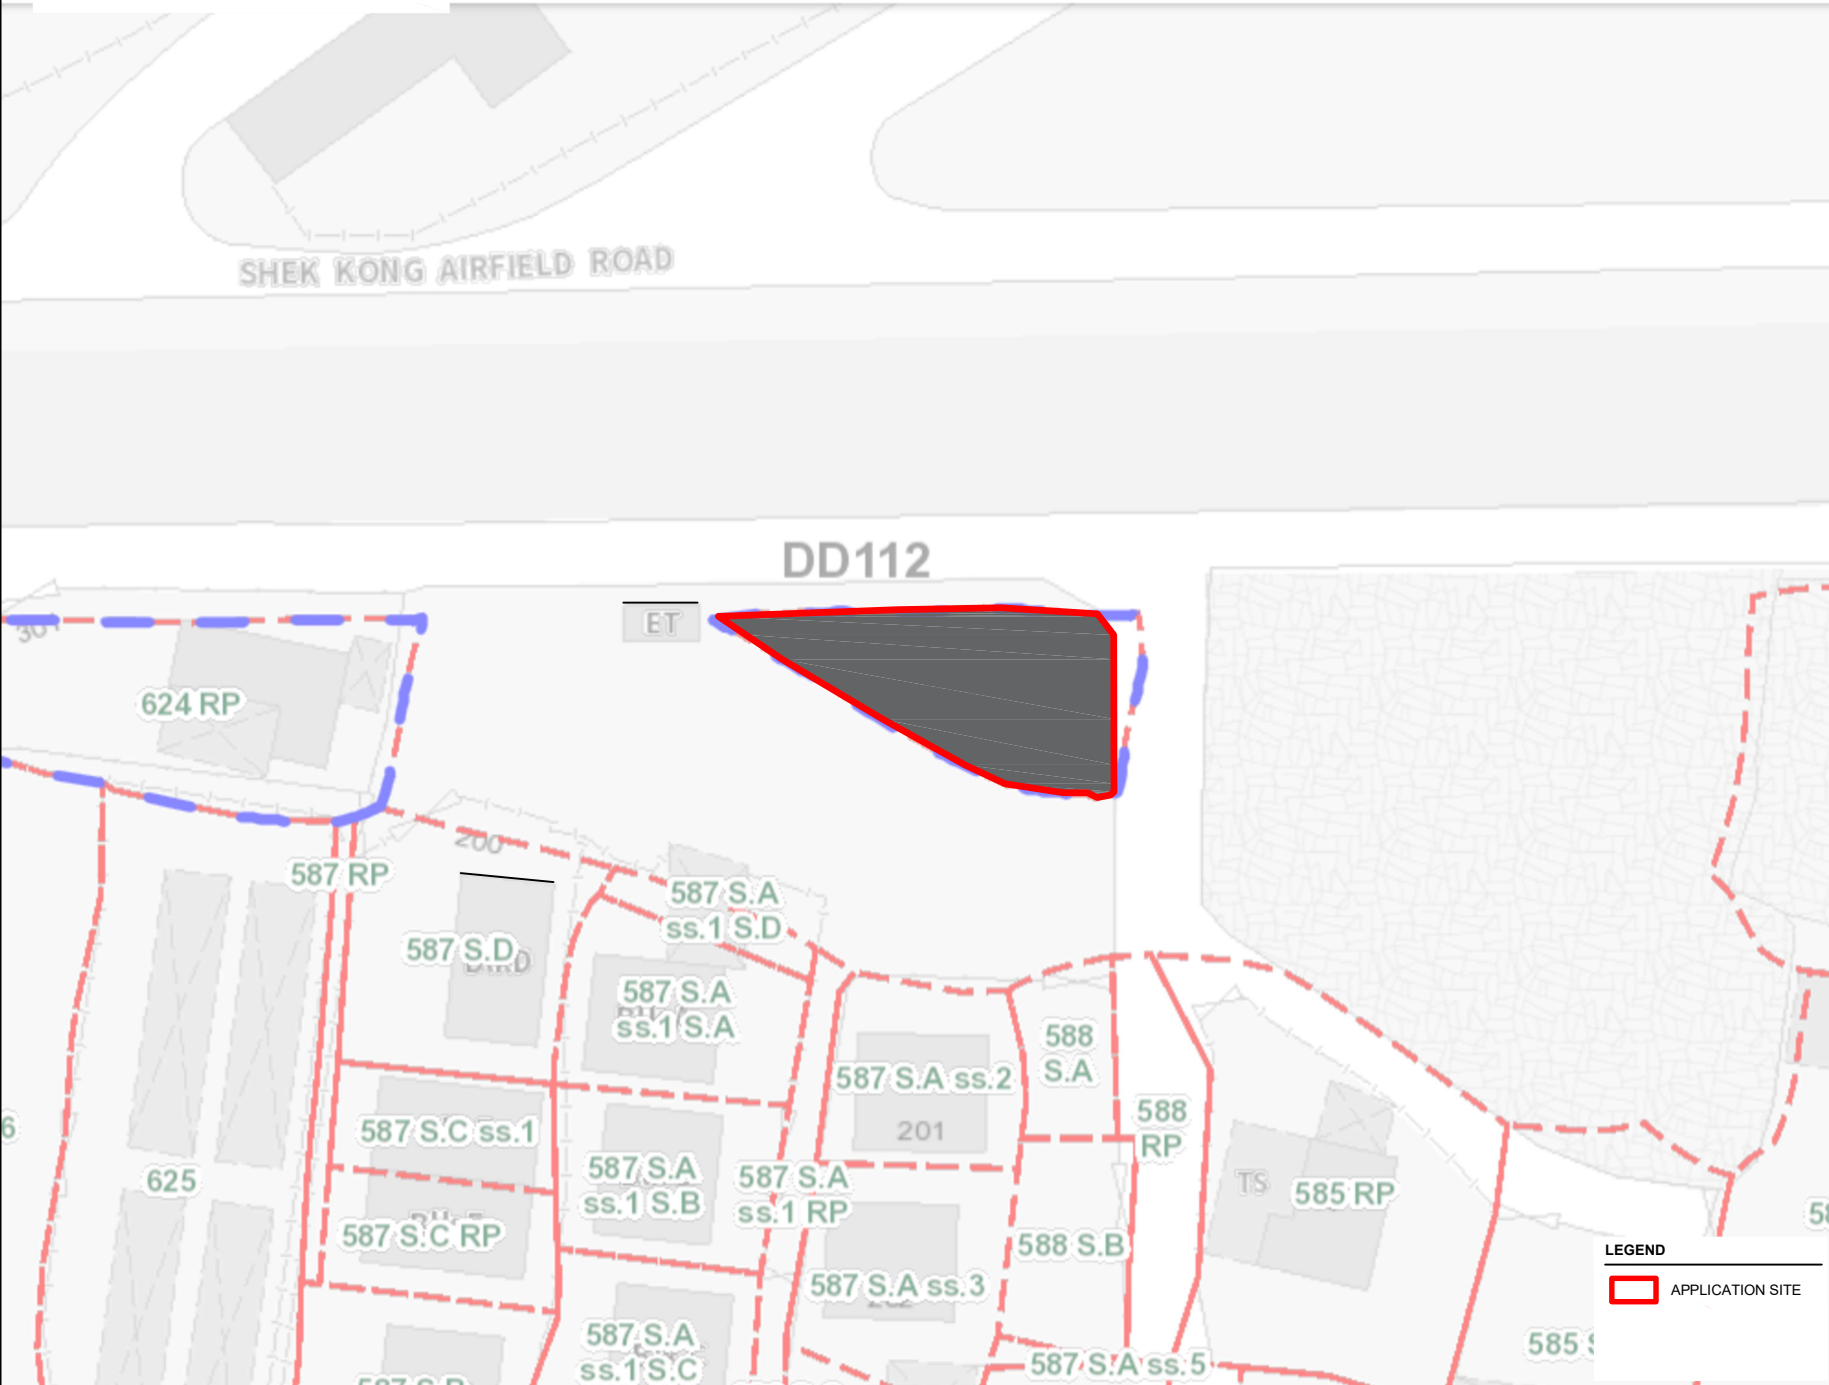 SHEK KONG AIRFIELD ROAD
DD112
ET
301
624 RP
200
587 RP
587 S.A
ss.1 S.D
587 S.D
587 S.A
ss.1 S.A
588
S.A
587 S.A ss.2
588
RP
587 S.C ss.1
201
6
625
587 S.A
ss.1 S.B
587 S.A
ss.1 RP
TS
585 RP
587 S.C RP
588 S.B
587 S.A ss.3
LEGEND
APPLICATION SITE
587 S.A
ss.1 S.C
587 S.A ss.5